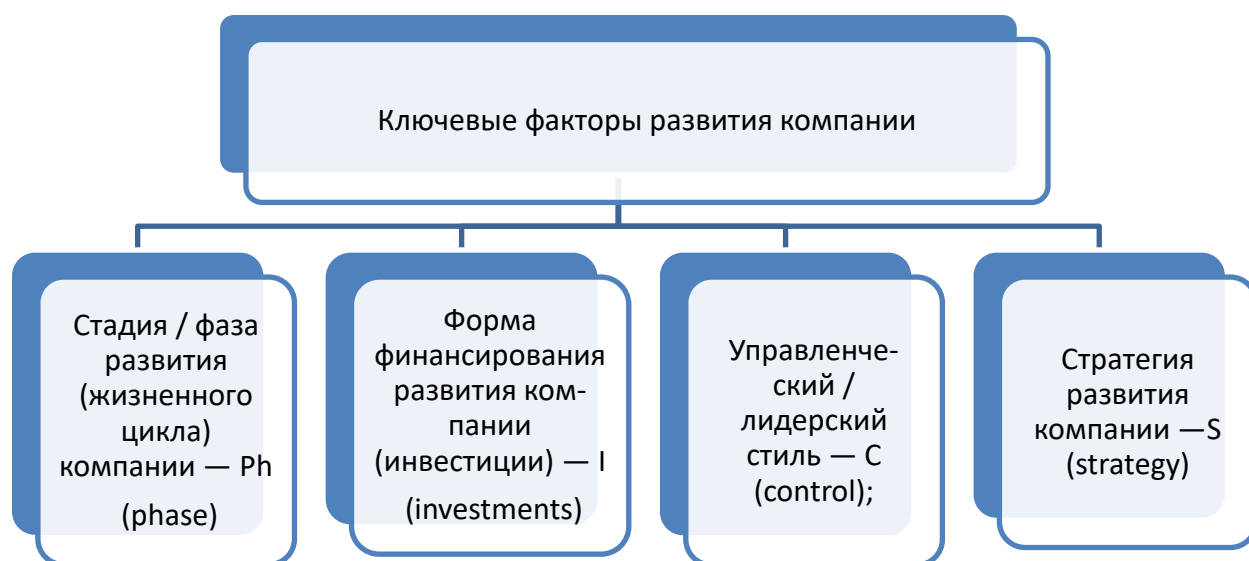 Ключевые факторы развития компании
Стадия / фаза
развития
(жизненного
цикла)
компании — Ph
(phase)
Форма
финансирования
развития ком-
пании
(инвестиции) — I
(investments)
Управленче-
ский /
лидерский
стиль — C
(control);
Стратегия
развития
компании —S
(strategy)